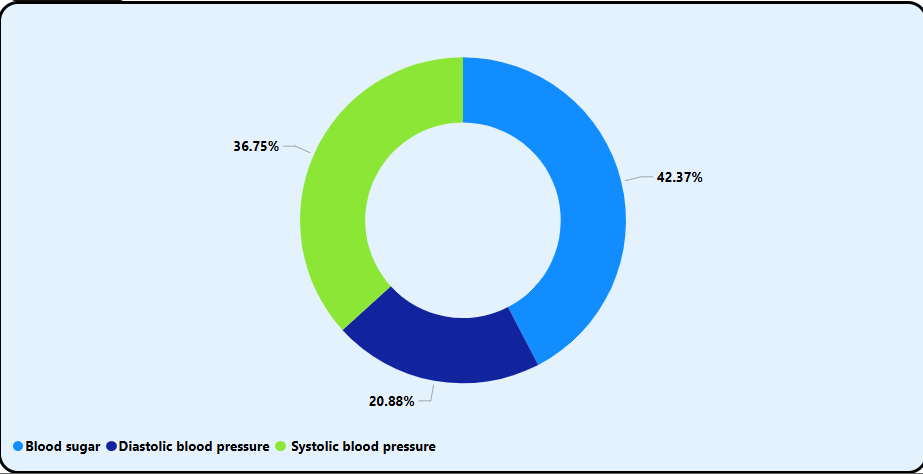 36.75%
42.37%
20.88%
Blood sugar Diastolic blood pressure Systolic blood pressure